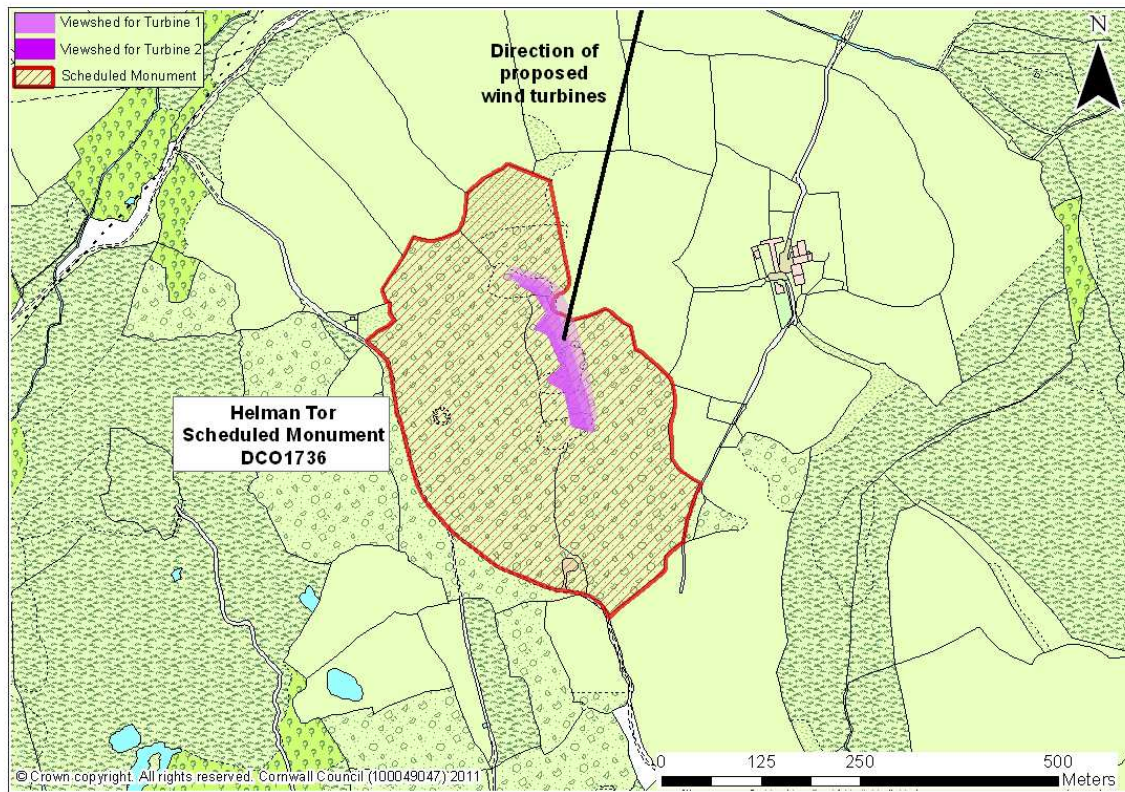 Viewshed for Turbine 1
Viewshed for Turbine 2
Scheduled Monument
Direction of
proposed
wind turbines
N
Helman Tor
Scheduled Monument
DCO1736
© Crown copyright. All rights reserved. Cornwall Council (100049047) 2011
0 125 250 500
Meters